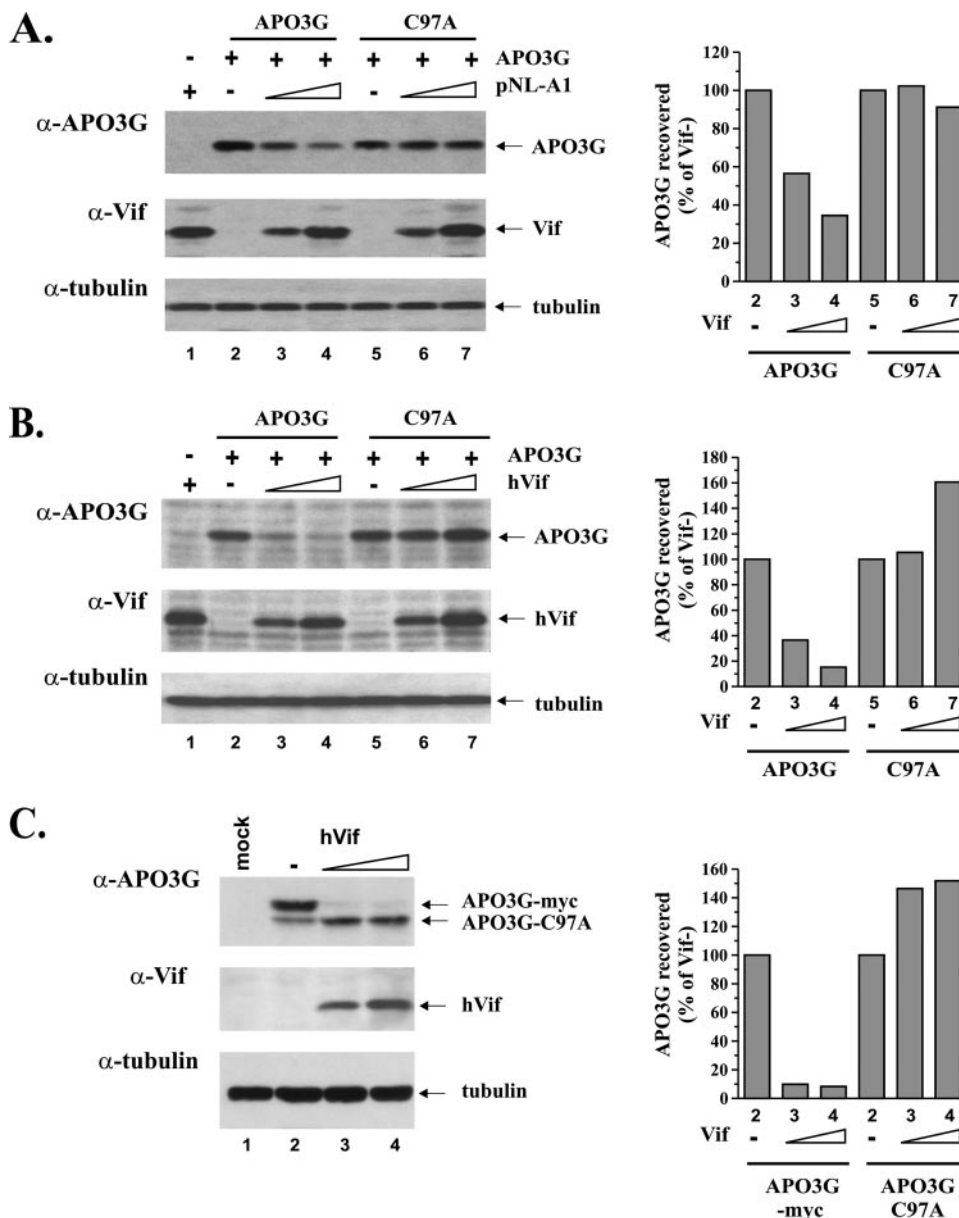 A.
APO3G C97A
- + + + + + + APO3G
+ - - pNL-A1
α-APO3G
APO3G
α-Vif
Vif
α-tubulin
tubulin
1 2 3 4 5 6 7
120
100
80
60
40
20
0
APO3G recovered
(% of Vif-)
2 3 4 5 6 7
Vif - -
APO3G C97A
B.
APO3G C97A
- + + + + + + APO3G
+ - - hVif
α-APO3G
APO3G
α-Vif
hVif
α-tubulin
tubulin
1 2 3 4 5 6 7
180
160
140
120
100
80
60
40
20
0
APO3G recovered
(% of Vif-)
2 3 4 5 6 7
Vif - -
APO3G C97A
C.
mock - hVif
α-APO3G
APO3G-myc
APO3G-C97A
α-Vif
hVif
α-tubulin
tubulin
1 2 3 4
160
140
120
100
80
60
40
20
0
APO3G recovered
(% of Vif-)
2 3 4 2 3 4
Vif - -
APO3G APO3G
-myc C97A